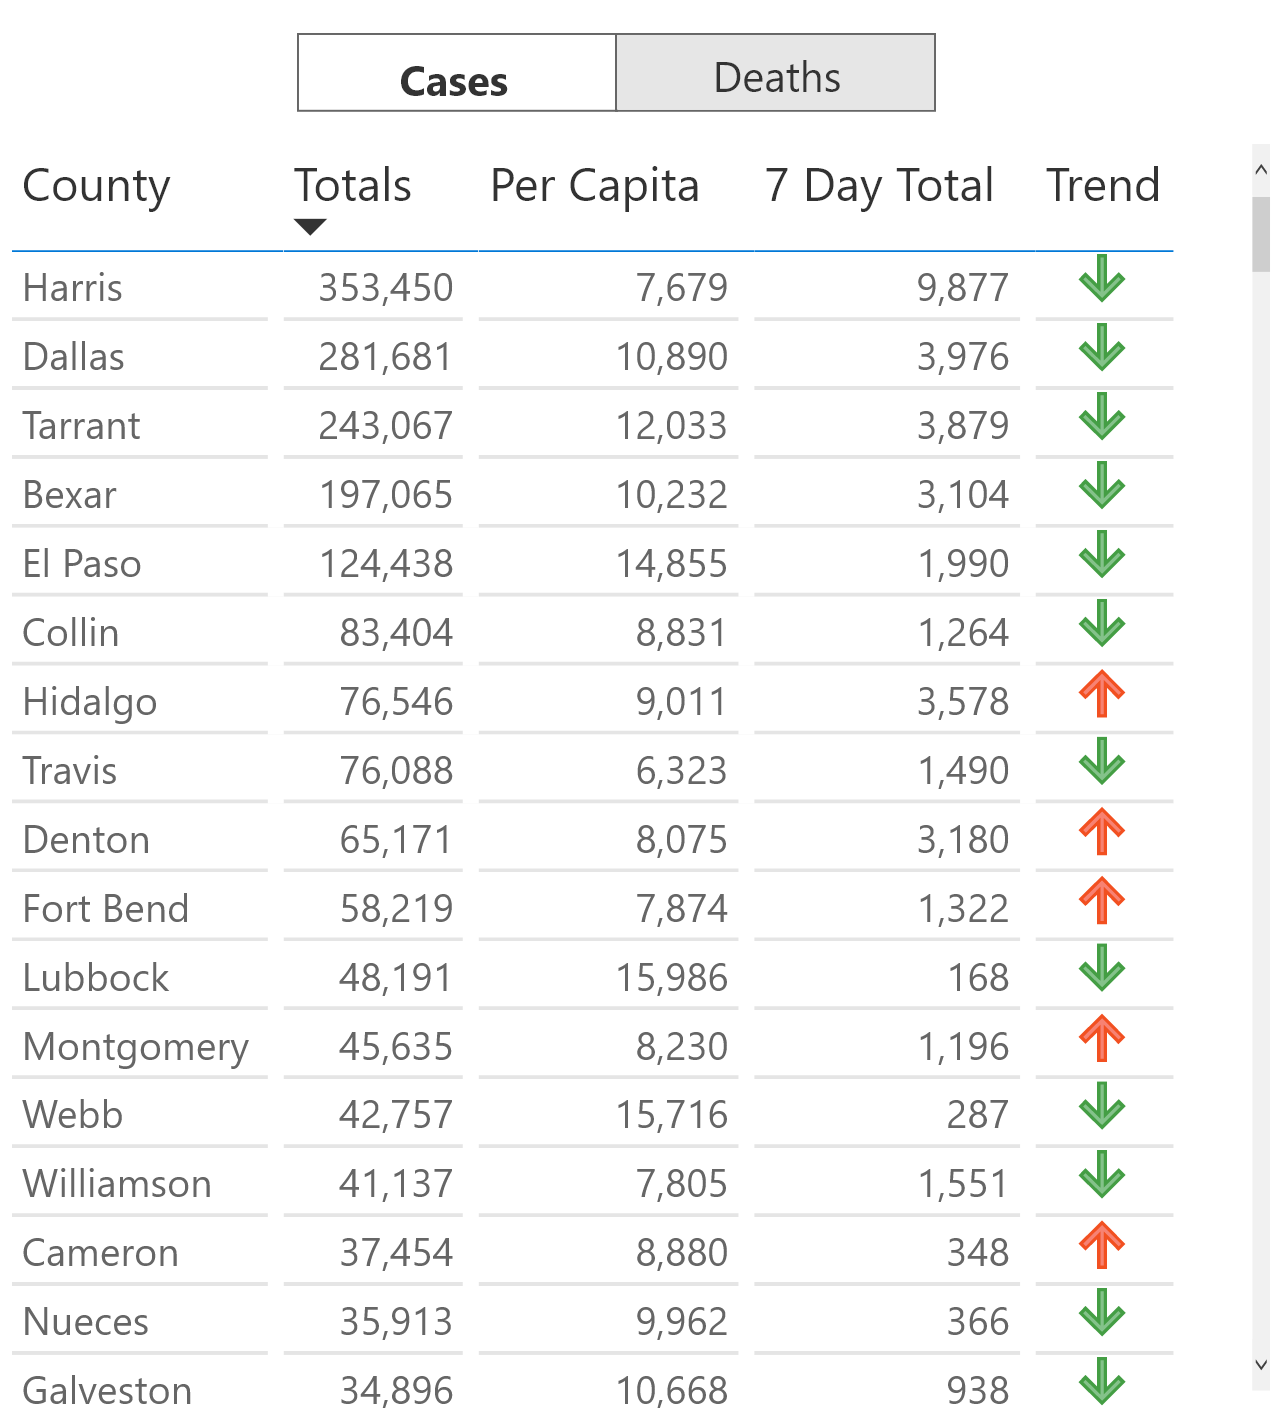 Cases Deaths
County Totals Per Capita 7 Day Total Trend
Harris 353,450 7,679 9,877
Dallas 281,681 10,890 3,976
Tarrant 243,067 12,033 3,879
Bexar 197,065 10,232 3,104
El Paso 124,438 14,855 1,990
Collin 83,404 8,831 1,264
Hidalgo 76,546 9,011 3,578
Travis 76,088 6,323 1,490
Denton 65,171 8,075 3,180
Fort Bend 58,219 7,874 1,322
Lubbock 48,191 15,986 168
Montgomery 45,635 8,230 1,196
Webb 42,757 15,716 287
Williamson 41,137 7,805 1,551
Cameron 37,454 8,880 348
Nueces 35,913 9,962 366
Galveston 34,896 10,668 938